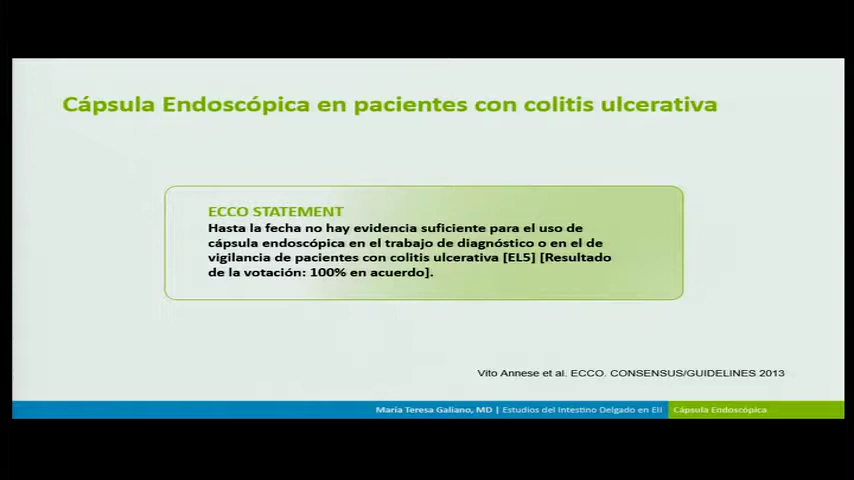 Cápsula Endoscópica en pacientes con colitis ulcerativa
ECCO STATEMENT
Hasta la fecha no hay evidencia suficiente para el uso de
cápsula endoscópica en el trabajo de diagnóstico o en el de
vigilancia de pacientes con colitis ulcerativa [EL5] [Resultado
de la votación: 100% en acuerdo].
Vito Annese et al. ECCO. CONSENSUS/GUIDELINES 2013
María Teresa Galiano, MD | Estudios del Intestino Delgado en EII Cápsula Endoscópica